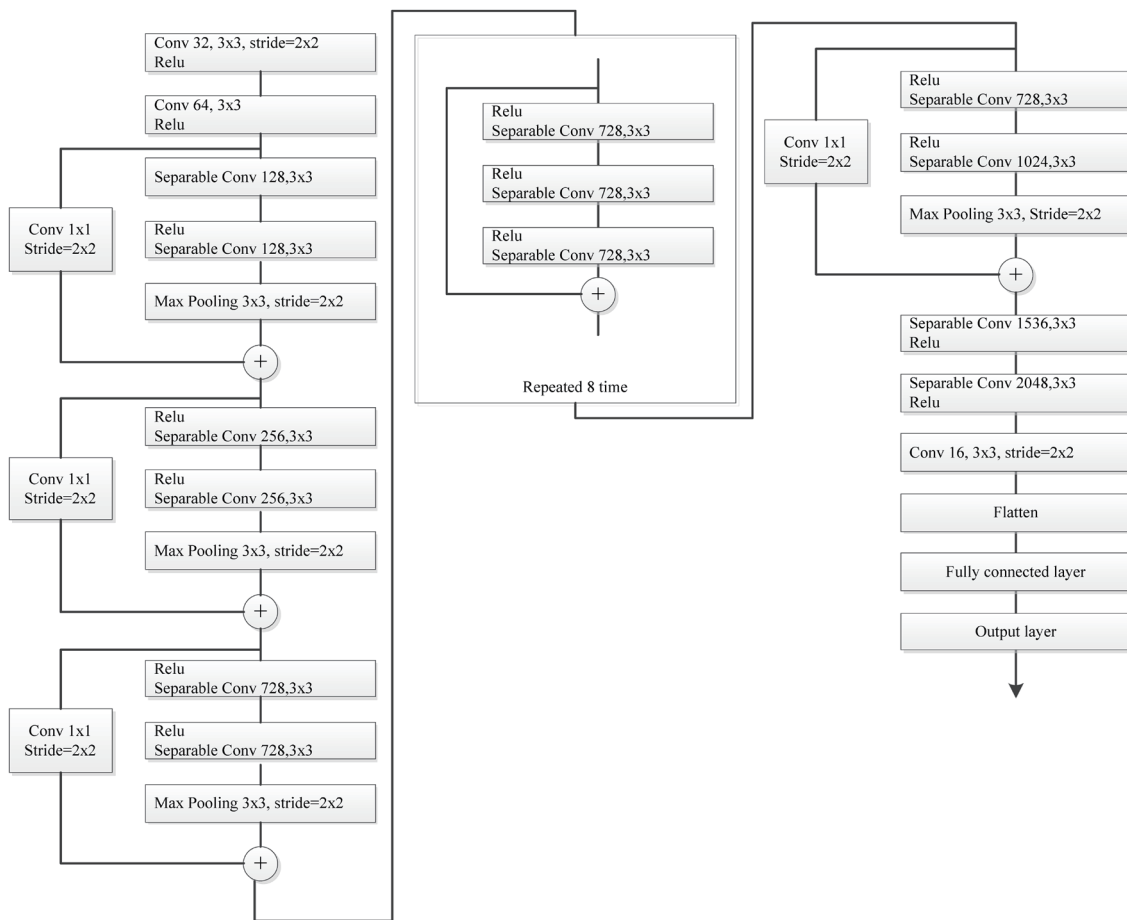 Conv 32, 3x3, stride=2x2
Relu
Conv 64, 3x3
Relu
Separable Conv 128,3x3
Conv 1x1
Stride=2x2
Relu
Separable Conv 128,3x3
Max Pooling 3x3, stride=2x2
+
Relu
Separable Conv 256,3x3
Conv 1x1
Stride=2x2
Relu
Separable Conv 256,3x3
Max Pooling 3x3, stride=2x2
+
Relu
Separable Conv 728,3x3
Conv 1x1
Stride=2x2
Relu
Separable Conv 728,3x3
Max Pooling 3x3, stride=2x2
+
Relu
Separable Conv 728,3x3
Relu
Separable Conv 728,3x3
Relu
Separable Conv 728,3x3
+
Repeated 8 time
Relu
Separable Conv 728,3x3
Conv 1x1
Stride=2x2
Relu
Separable Conv 1024,3x3
Max Pooling 3x3, Stride=2x2
+
Separable Conv 1536,3x3
Relu
Separable Conv 2048,3x3
Relu
Conv 16, 3x3, stride=2x2
Flatten
Fully connected layer
Output layer